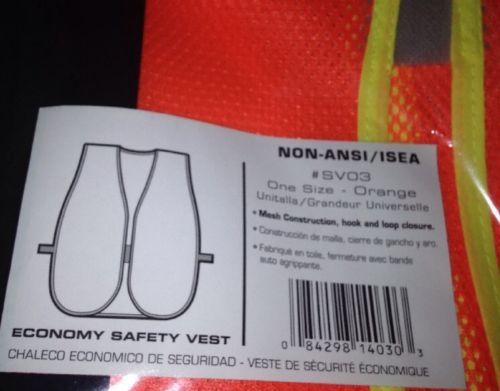 NON-ANSI/ISEA
#SV03
One Size - Orange
Unitalla/Grandeur Universelle
• Mesh Construction, hook and loop closure.
• Construcción de malla, cierre de gancho y aro.
• Fabriqué en toile, fermeture avec bande
auto agrippante.
0 84298 14030 3
ECONOMY SAFETY VEST
CHALECO ECONOMICO DE SEGURIDAD - VESTE DE SÉCURITÉ ÉCONOMIQUE